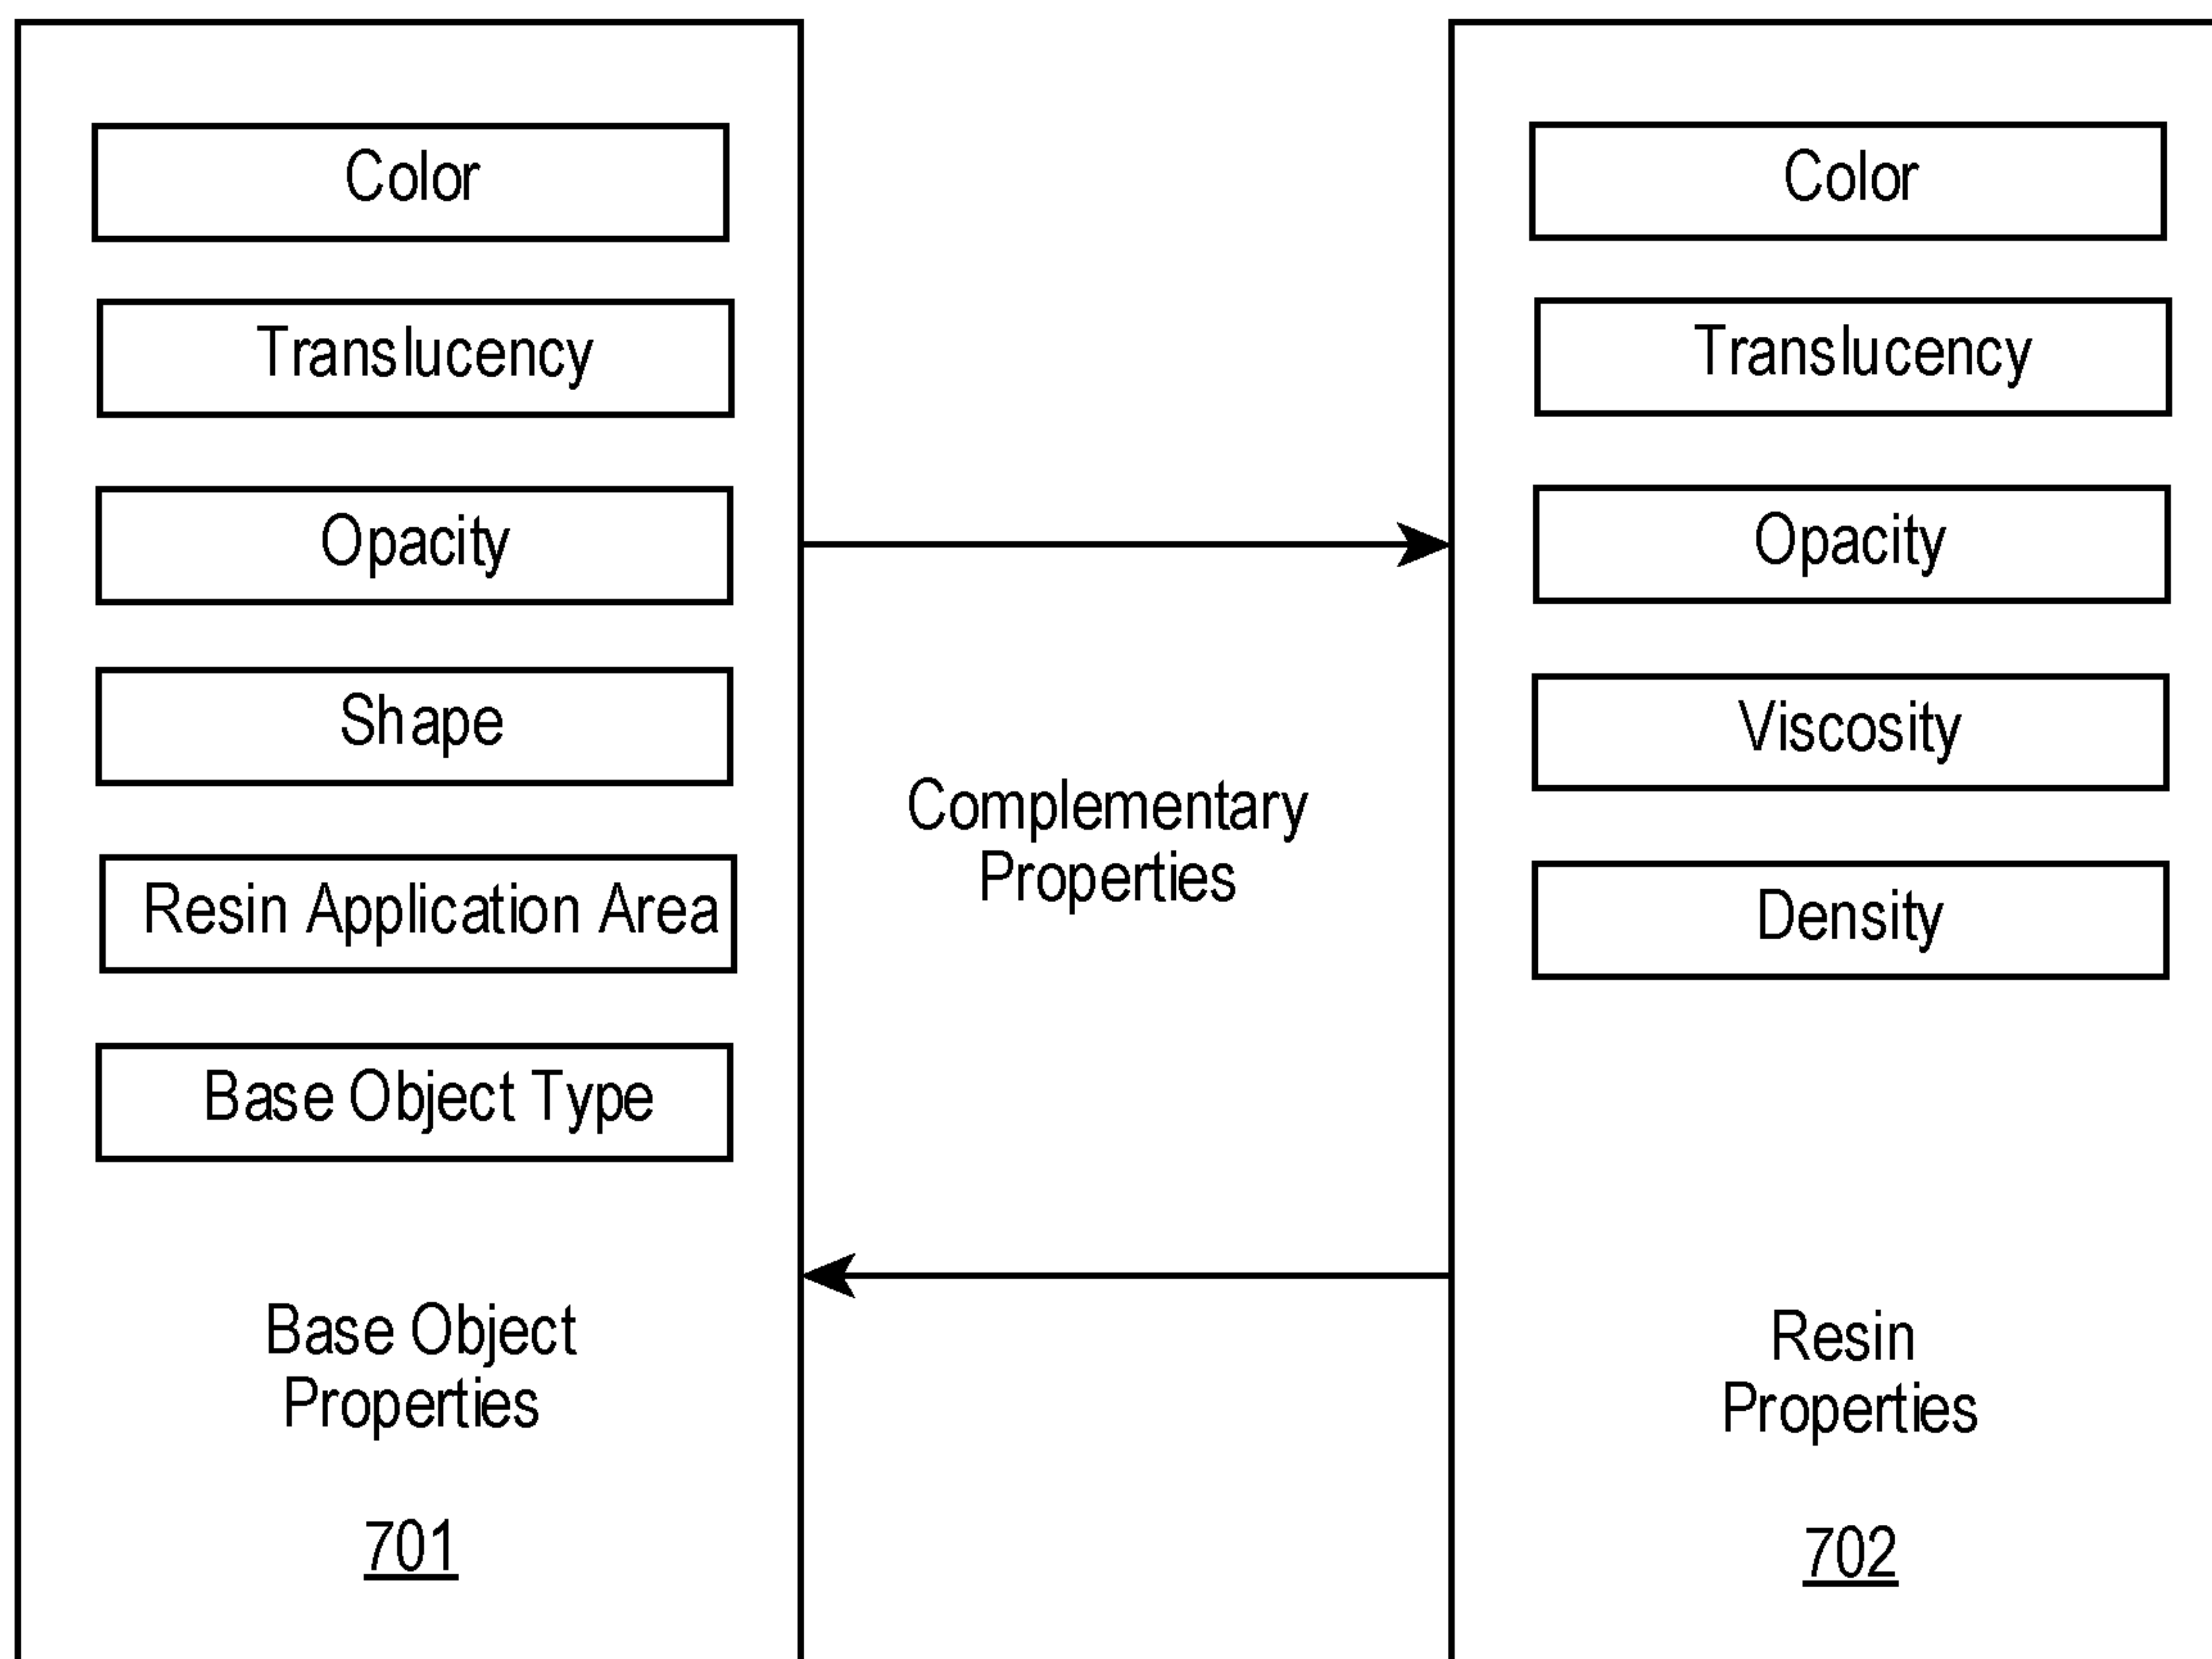 Color
Translucency
Opacity
Shape
Resin Application Area
Base Object Type
Base Object
Properties
701
Complementary
Properties
Color
Translucency
Opacity
Viscosity
Density
Resin
Properties
702